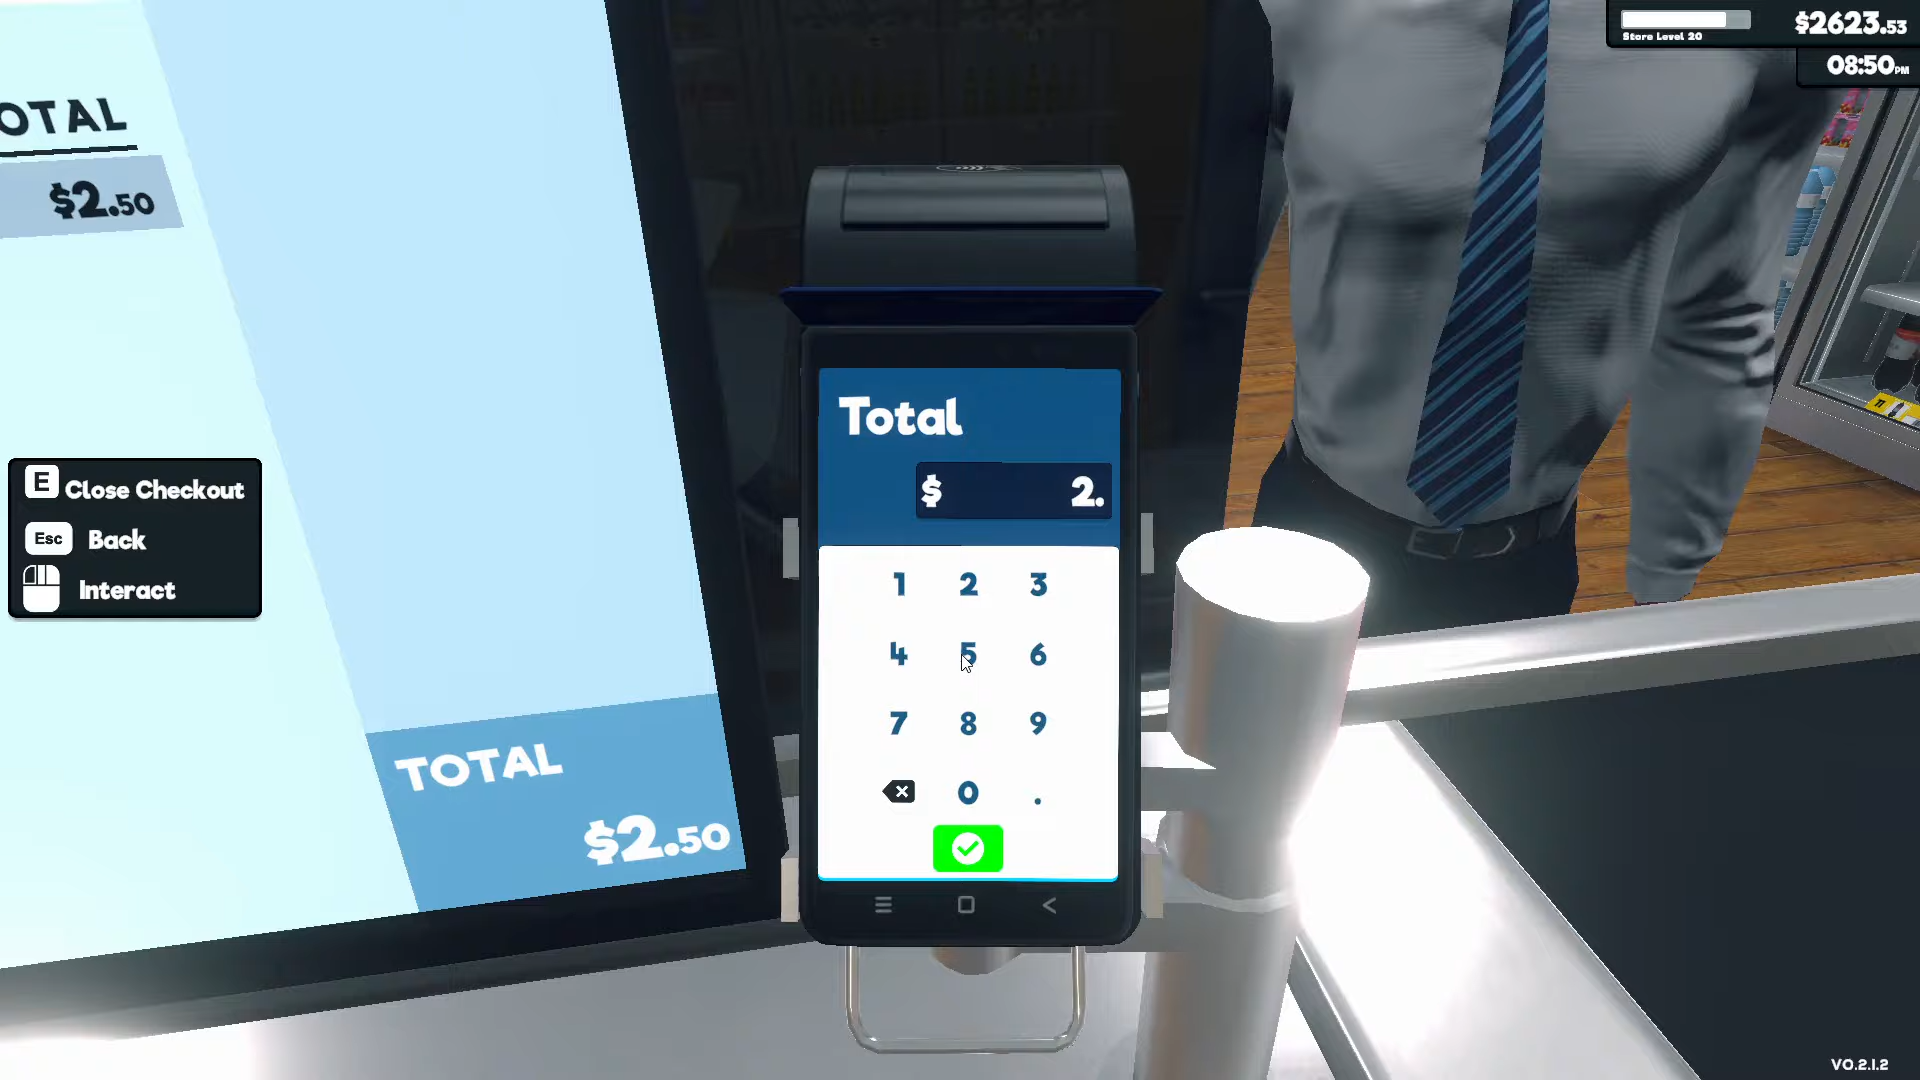 Store Level 20
$2623.53
08:50PM
OTAL
$2.50
Total
$ 2.
1 2 3
4 5 6
7 8 9
0 .
E Close Checkout
Esc Back
Interact
TOTAL
$2.50
V0.2.1.2